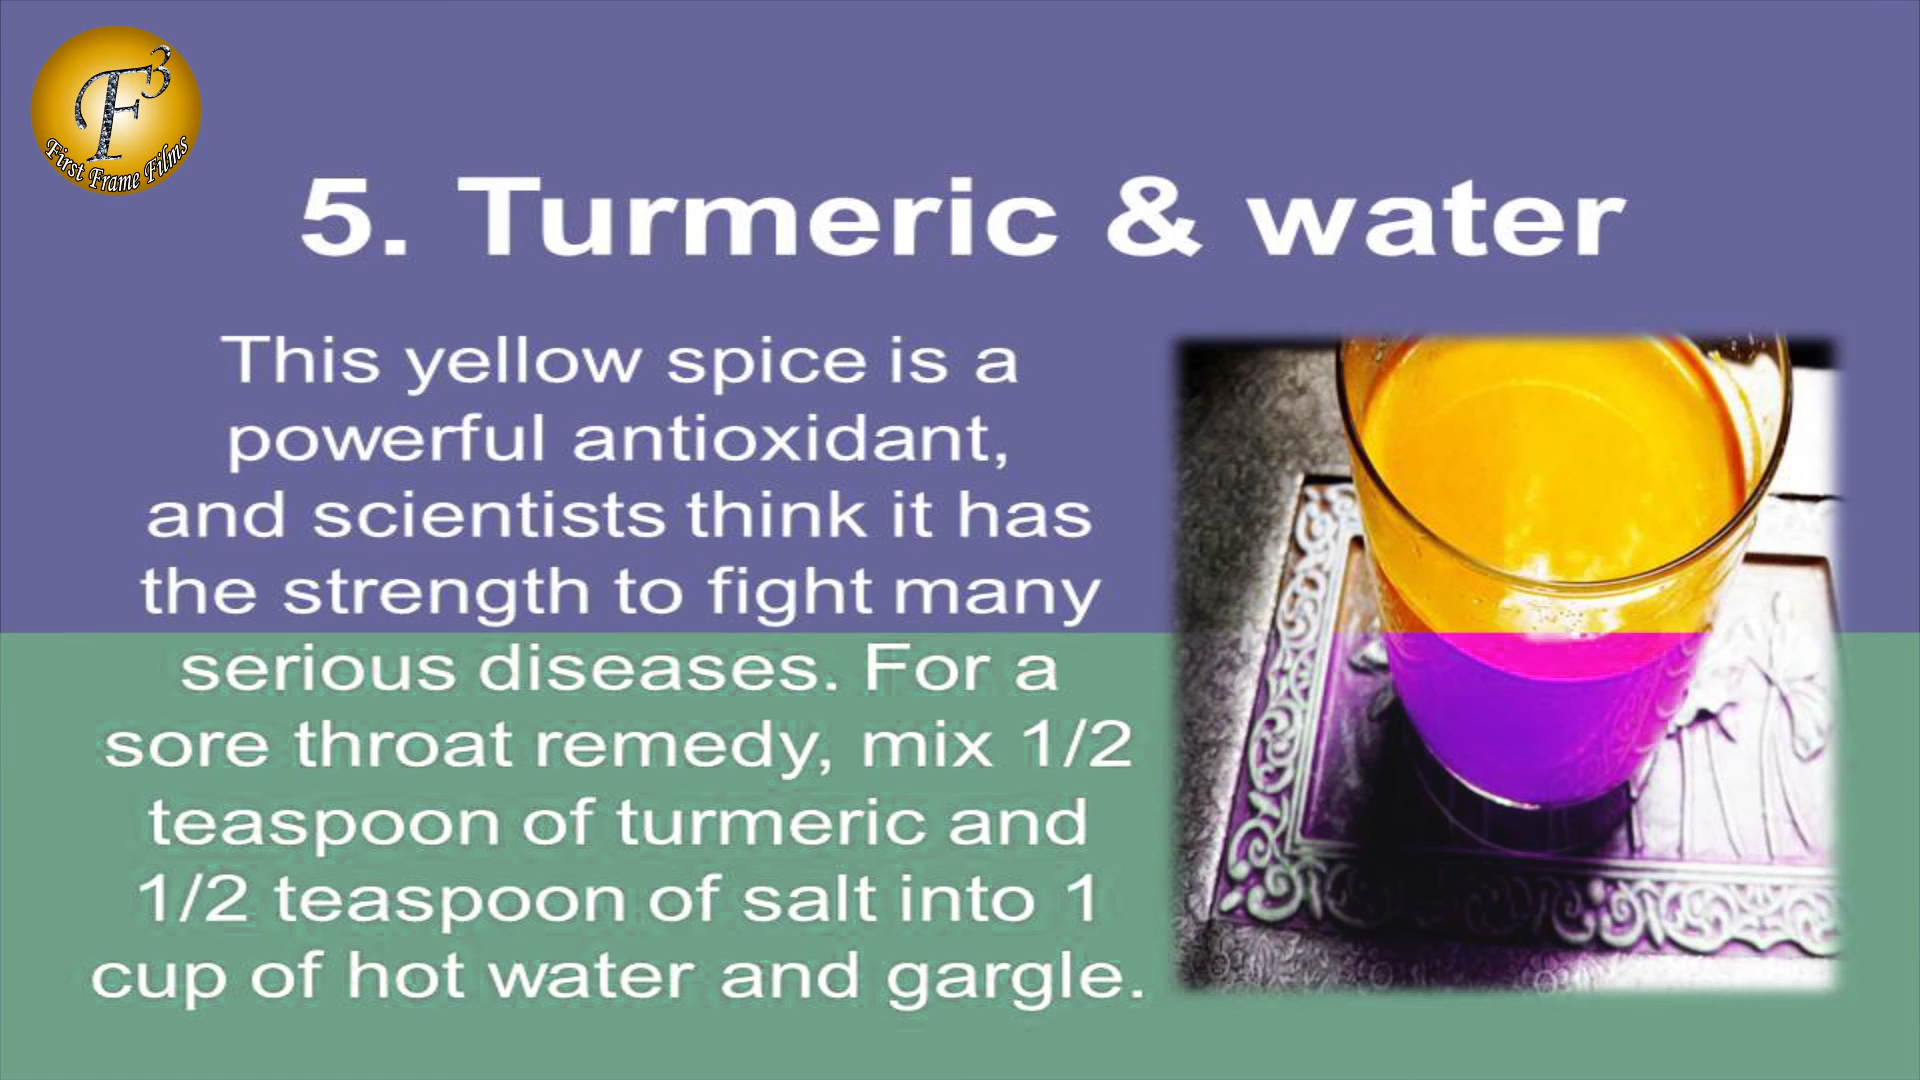 F3
First Frame Films
5. Turmeric & water
This yellow spice is a
powerful antioxidant,
and scientists think it has
the strength to fight many
serious diseases. For a
sore throat remedy, mix 1/2
teaspoon of turmeric and
1/2 teaspoon of salt into 1
cup of hot water and gargle.